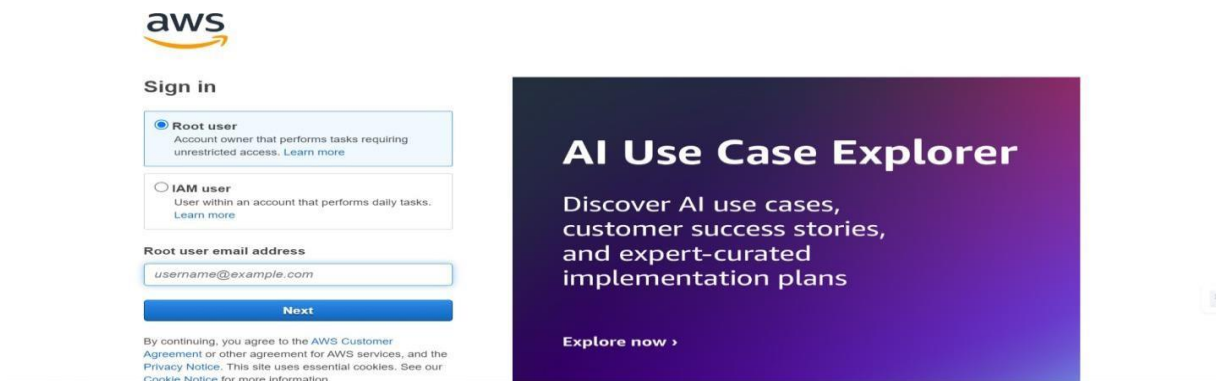 aws
Sign in
Root user
Account owner that performs tasks requiring
unrestricted access. Learn more
IAM user
User within an account that performs daily tasks.
Learn more
Root user email address
username@example.com
Next
By continuing, you agree to the AWS Customer
Agreement or other agreement for AWS services, and the
Privacy Notice. This site uses essential cookies. See our
Cookie Notice for more information.
AI Use Case Explorer
Discover AI use cases,
customer success stories,
and expert-curated
implementation plans
Explore now ›